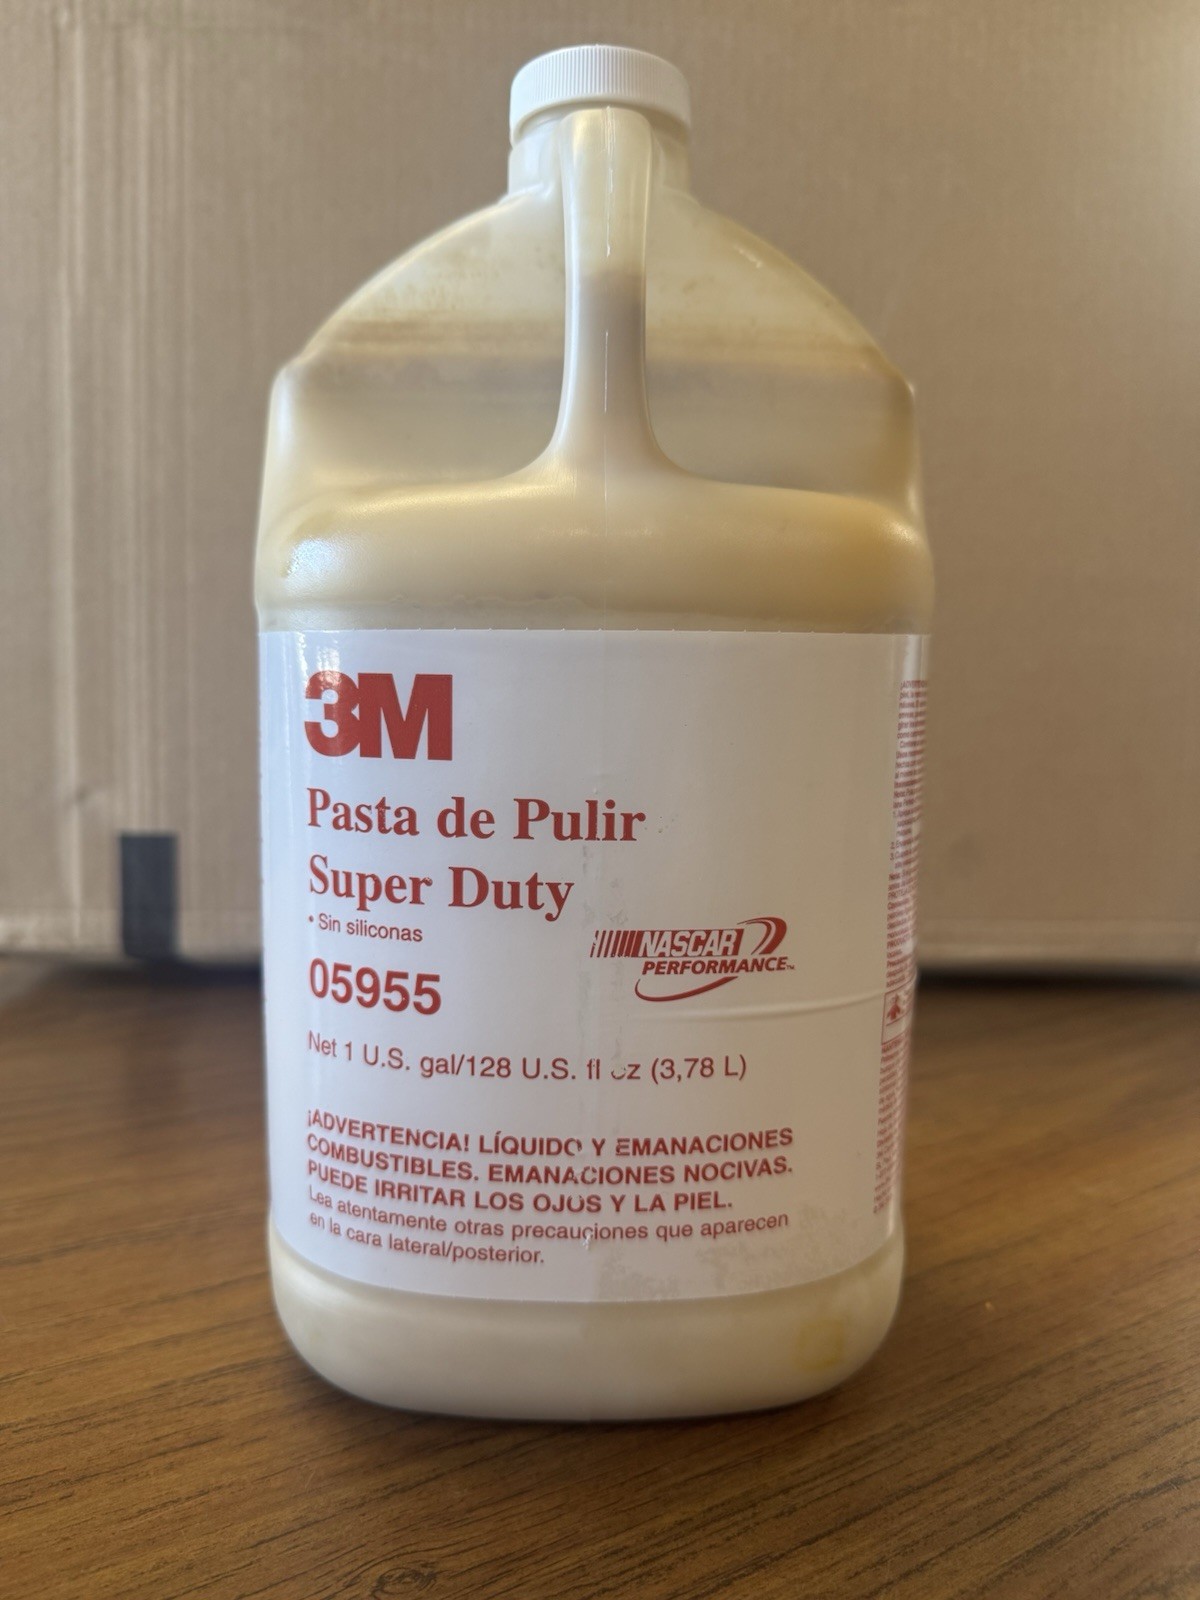 3M
Pasta de Pulir
Super Duty
• Sin siliconas
NASCAR
PERFORMANCE™
05955
Net 1 U.S. gal/128 U.S. fl oz (3,78 L)
¡ADVERTENCIA! LÍQUIDO Y EMANACIONES
COMBUSTIBLES. EMANACIONES NOCIVAS.
PUEDE IRRITAR LOS OJOS Y LA PIEL.
Lea atentamente otras precauciones que aparecen
en la cara lateral/posterior.